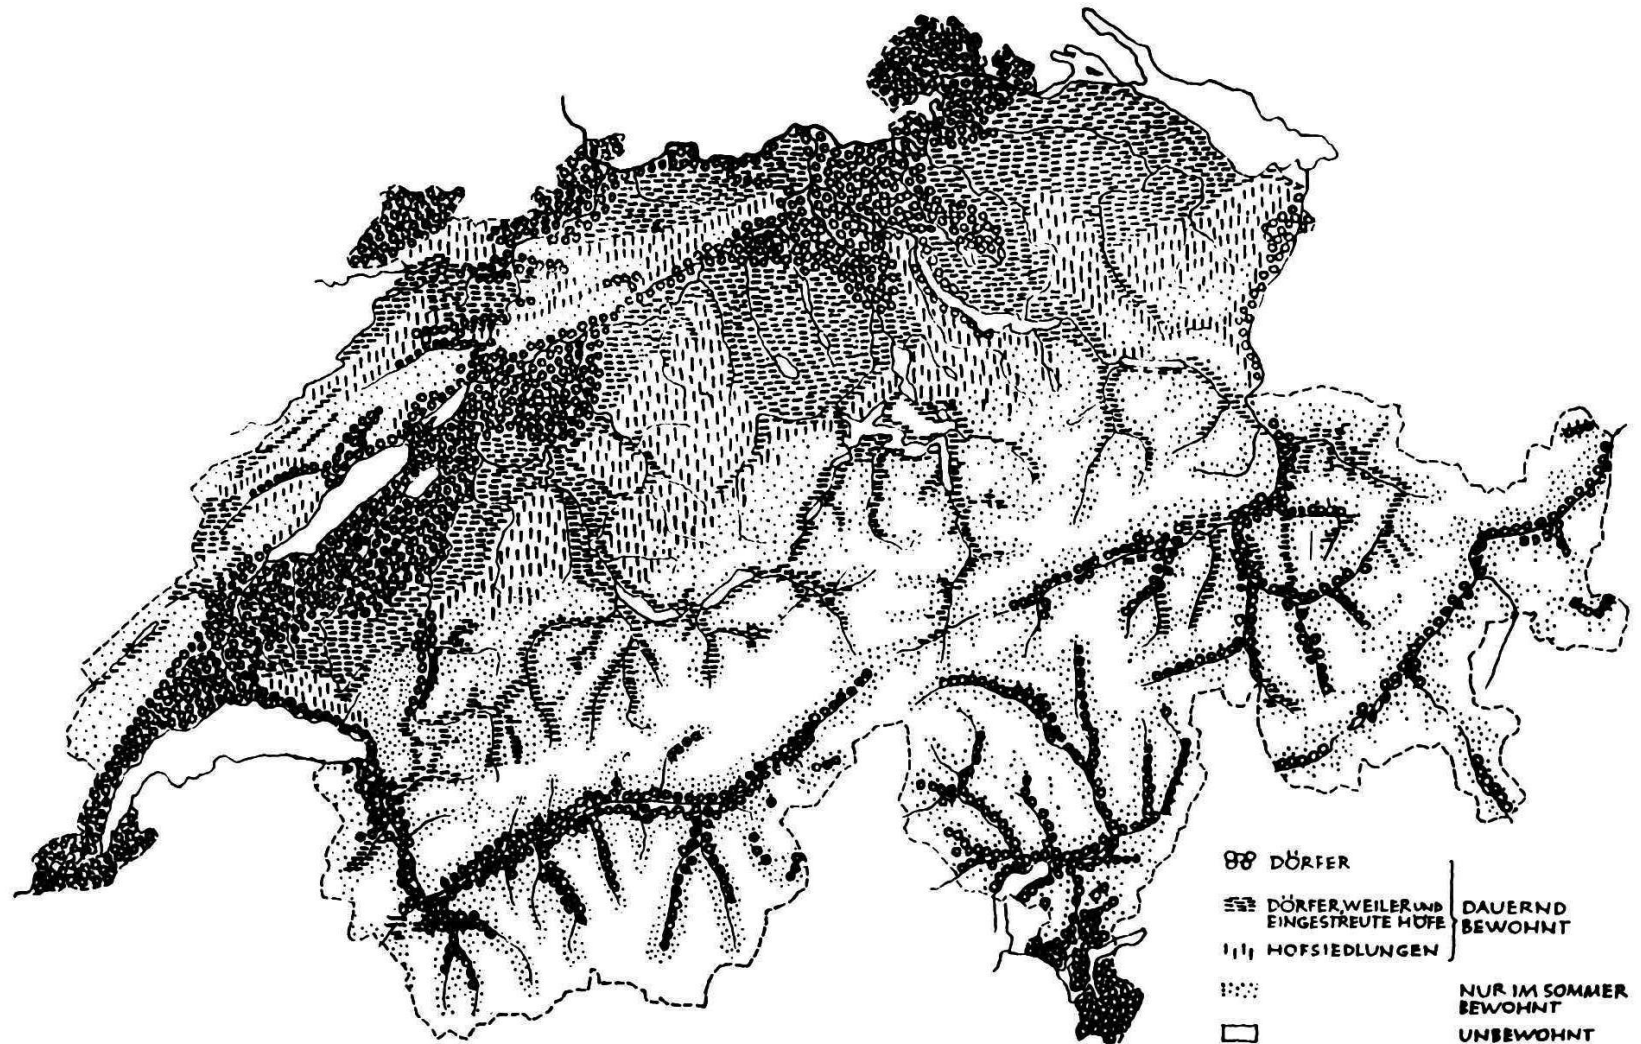 DÖRFER
DÖRFER, WEILER UND
EINGESTREUTE HÖFE
HOFSIEDLUNGEN
DAUERND
BEWOHNT
NUR IM SOMMER
BEWOHNT
UNBEWOHNT